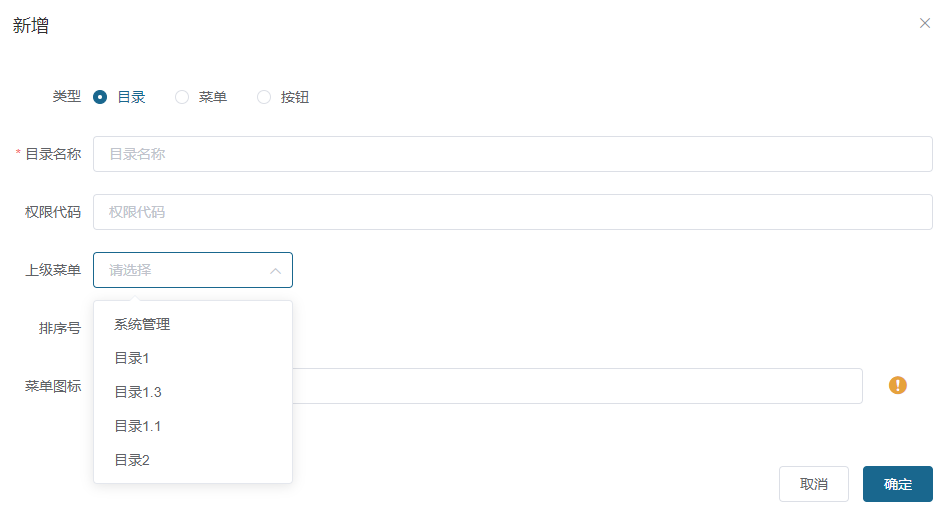 新增
类型 目录 菜单 按钮
* 目录名称 目录名称
权限代码 权限代码
上级菜单 请选择
系统管理
排序号
目录1
菜单图标
目录1.3
目录1.1
目录2
取消 确定